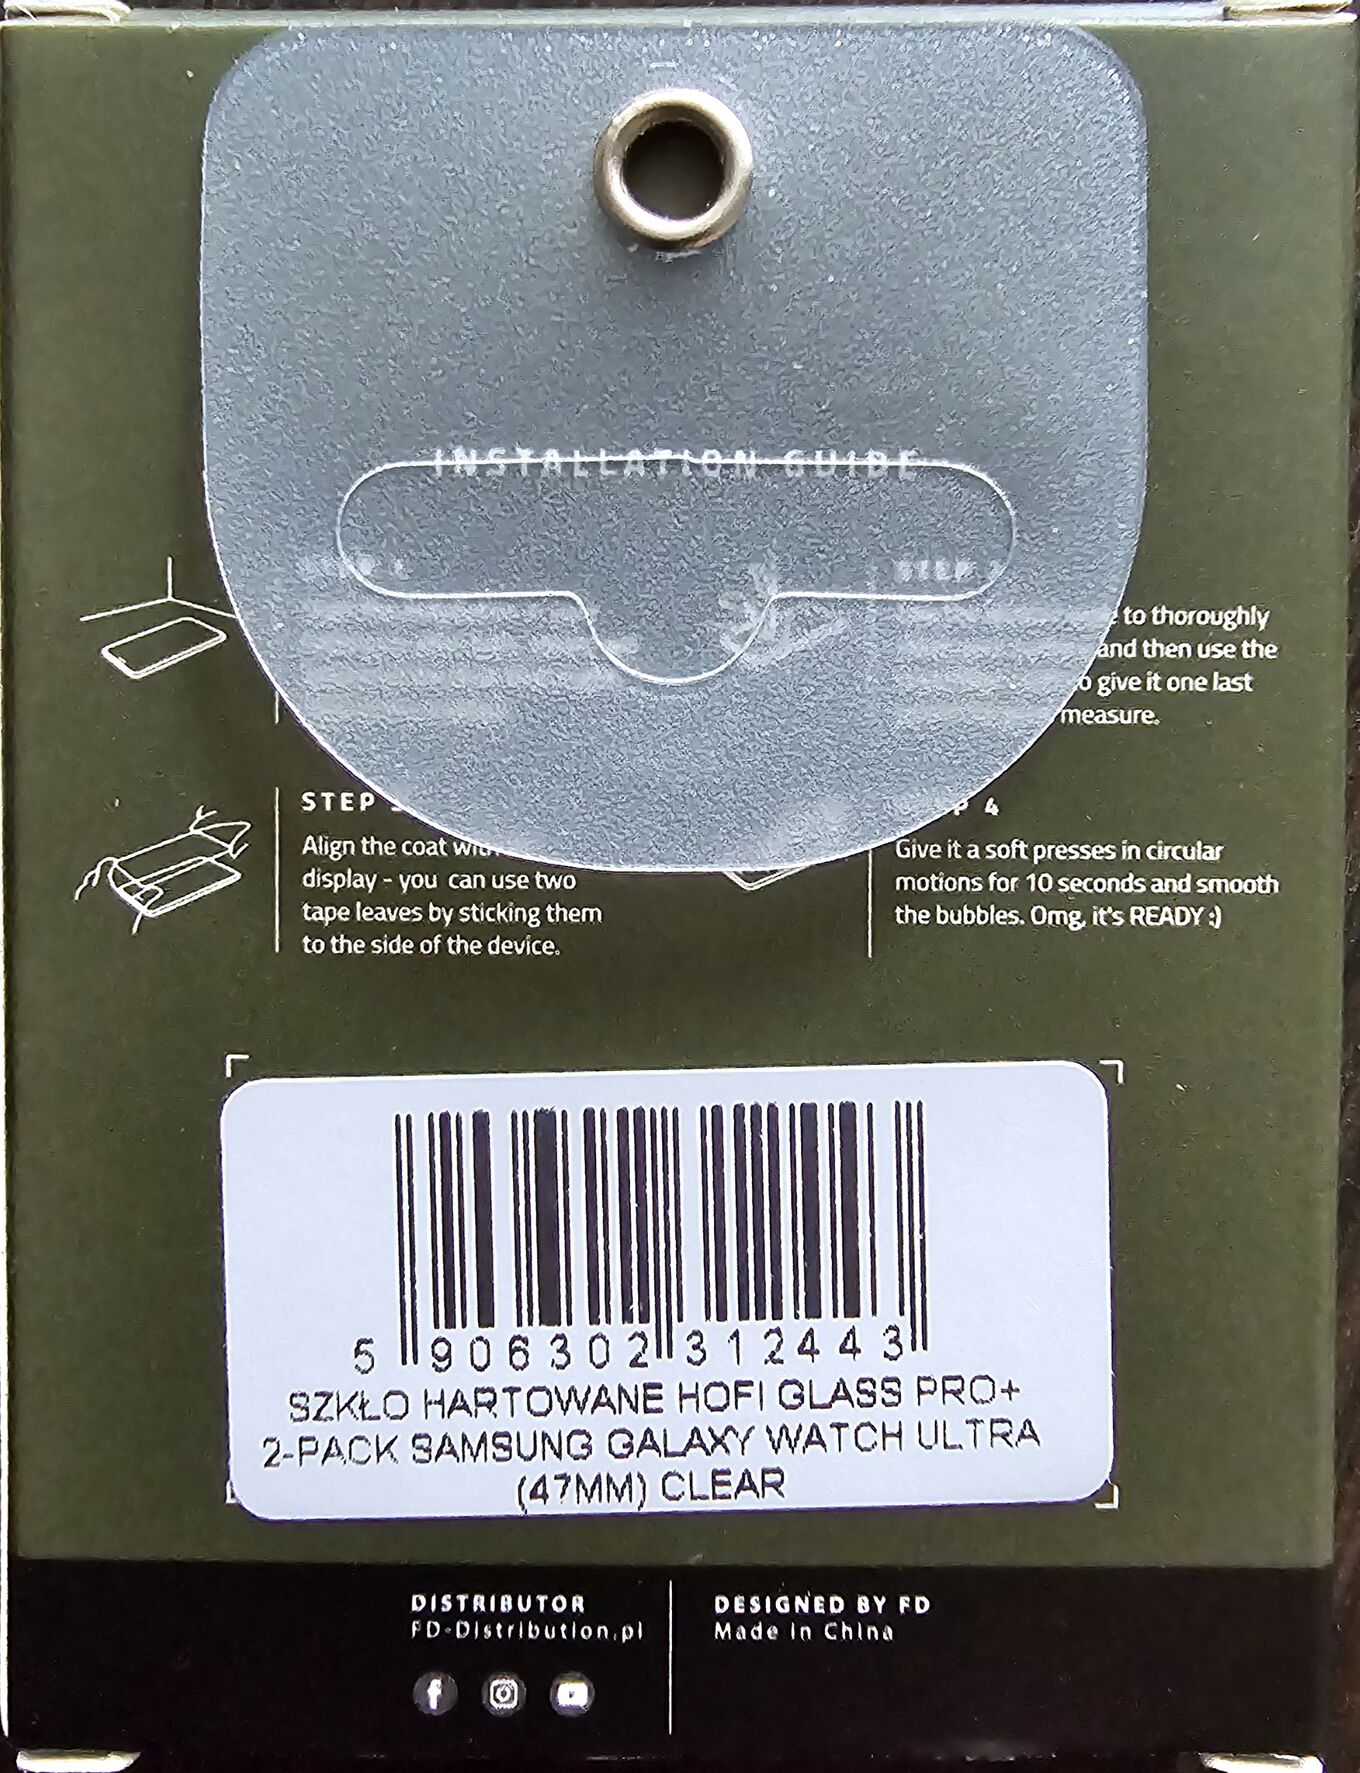 INSTALLATION GUIDE
STEP
to thoroughly
and then use the
give it one last
measure.
STEP
Align the coat with
display - you can use two
tape leaves by sticking them
to the side of the device.
4
Give it a soft presses in circular
motions for 10 seconds and smooth
the bubbles. Omg, it's READY :)
5 906302 312443
SZKŁO HARTOWANE HOFI GLASS PRO+
2-PACK SAMSUNG GALAXY WATCH ULTRA
(47MM) CLEAR
DISTRIBUTOR
FD-Distribution.pl
DESIGNED BY FD
Made in China